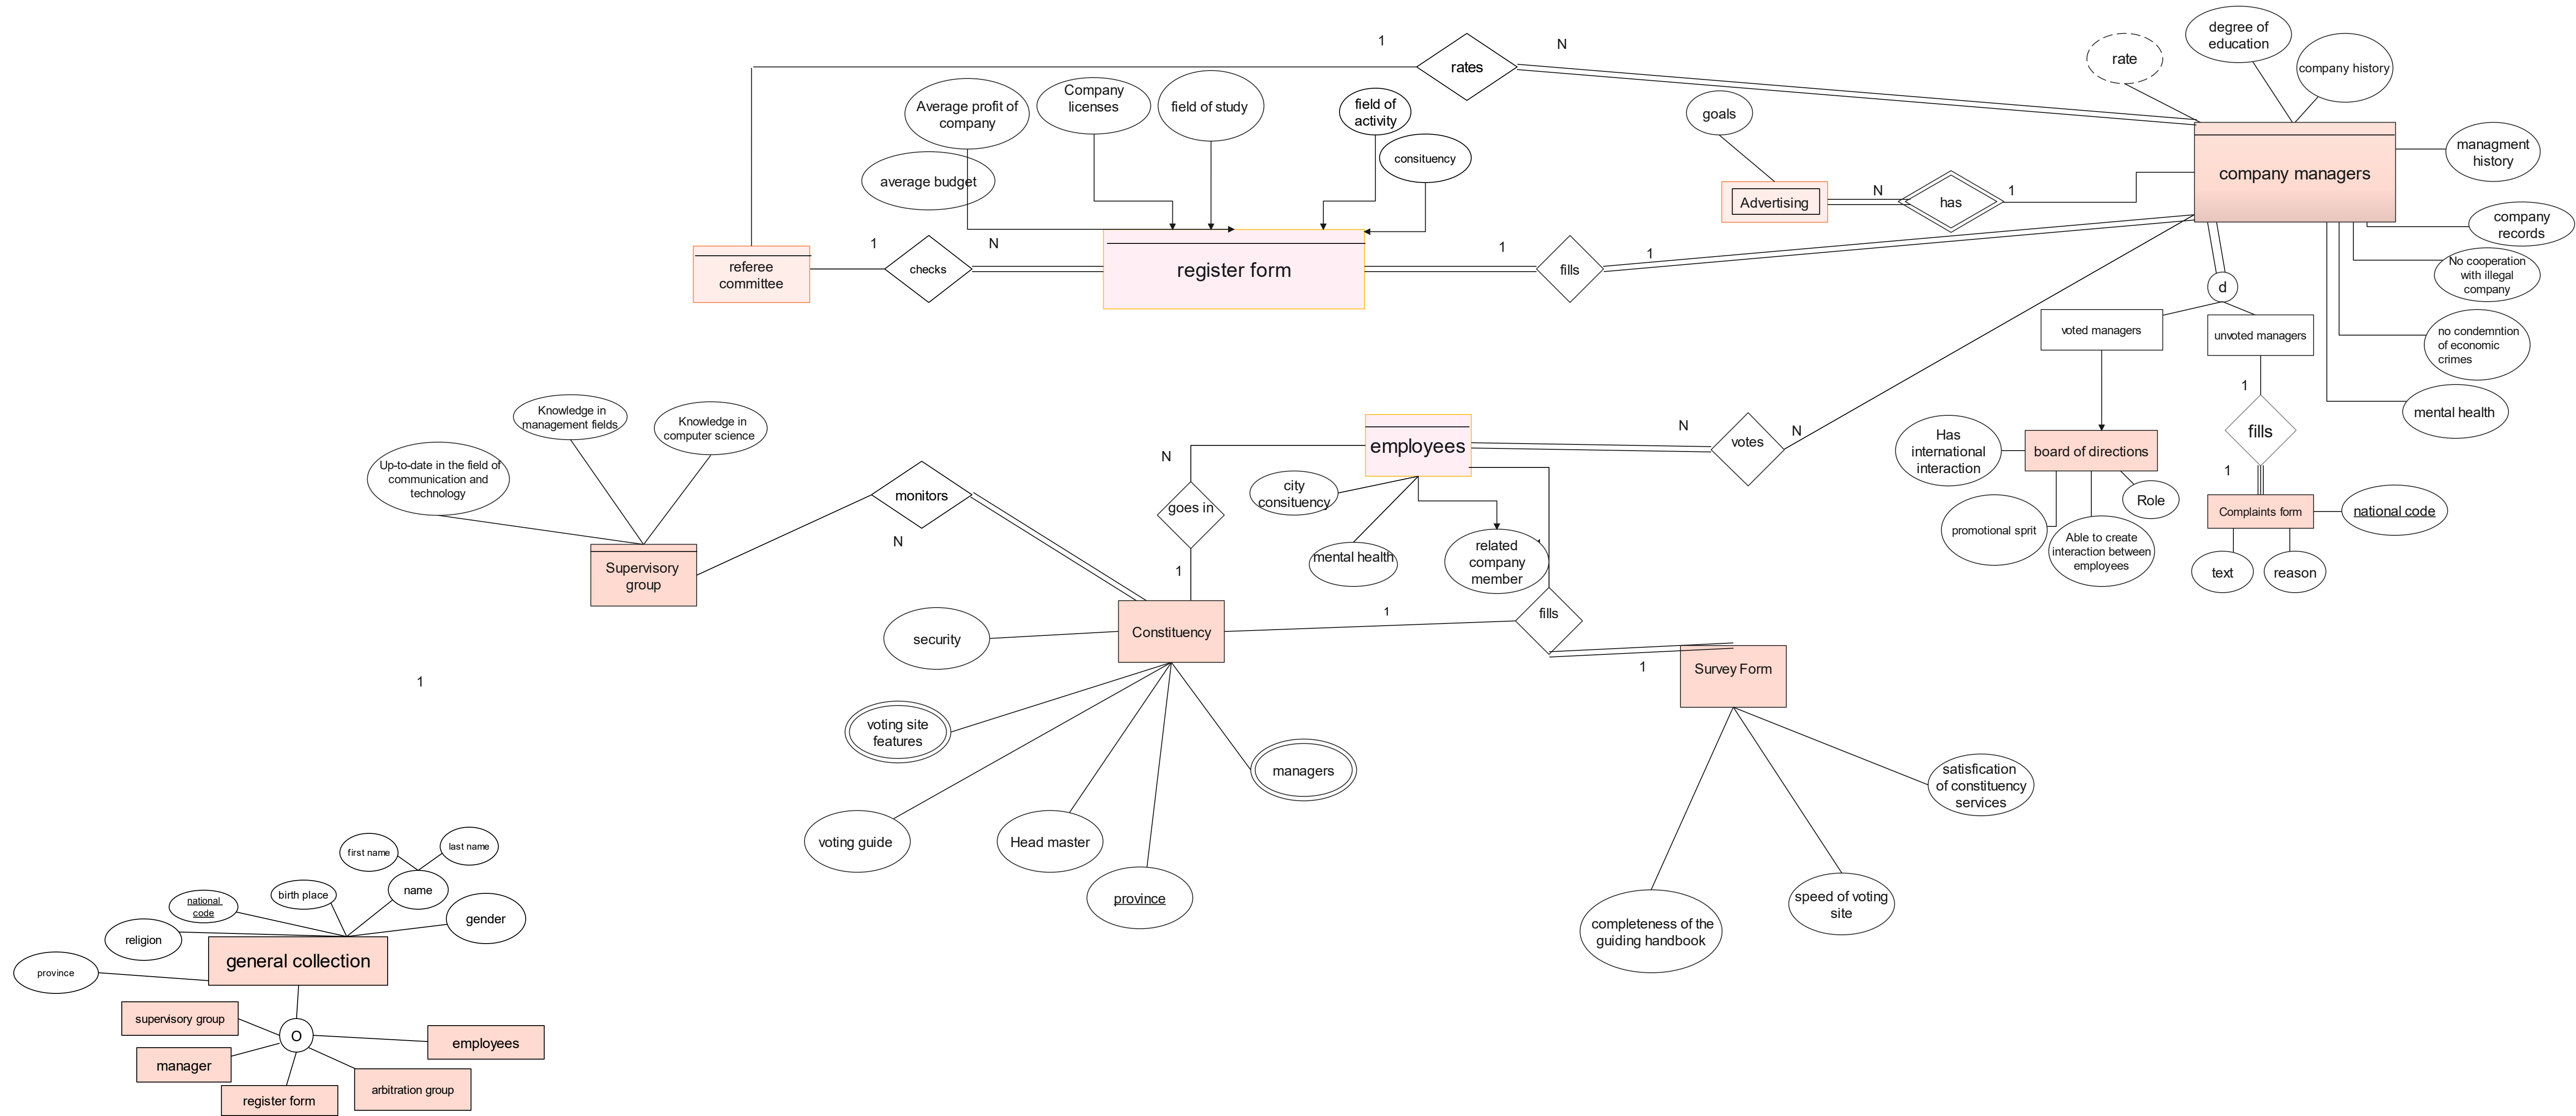 1
N
rates
degree of
education
rate
company history
Average profit of
company
Company
licenses
field of study
field of
activity
goals
consituency
managment
history
average budget
company managers
Advertising
N
has
1
company
records
1
N
1
1
referee
committee
checks
register form
fills
No cooperation
with illegal
company
d
voted managers
unvoted managers
no condemntion
of economic
crimes
1
Knowledge in
management fields
Knowledge in
computer science
mental health
employees
N
N
votes
Has
international
interaction
board of directions
fills
N
Up-to-date in the field of
communication and
technology
monitors
goes in
city
consituency
1
Role
Complaints form
national code
N
promotional sprit
Able to create
interaction between
employees
mental health
related
company
member
text
reason
Supervisory
group
1
1
fills
security
Constituency
1
Survey Form
1
voting site
features
managers
satisfication
of constituency
services
voting guide
Head master
province
speed of voting
site
completeness of the
guiding handbook
first name
last name
name
birth place
national
code
gender
religion
general collection
province
supervisory group
O
employees
manager
arbitration group
register form